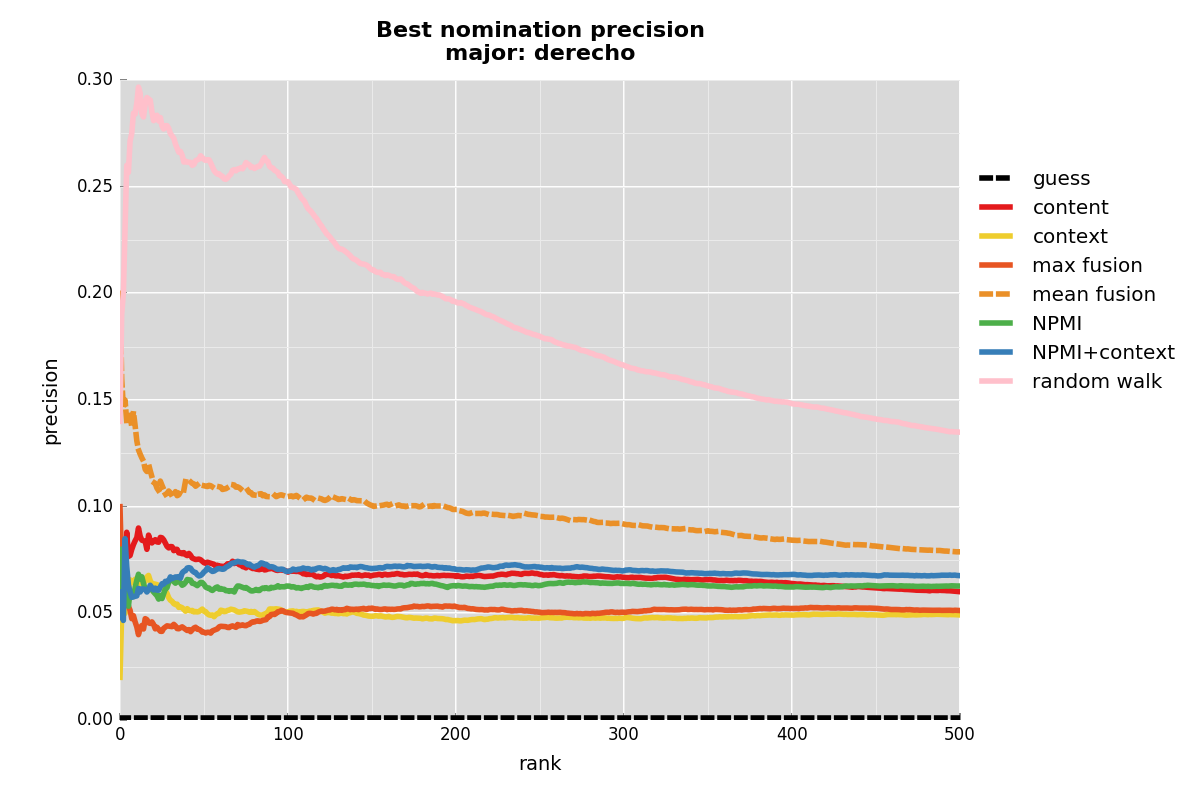 Best nomination precision
major: derecho
0.30
0.25
0.20
0.15
0.10
0.05
0.00
precision
0 100 200 300 400 500
rank
guess
content
context
max fusion
mean fusion
NPMI
NPMI+context
random walk